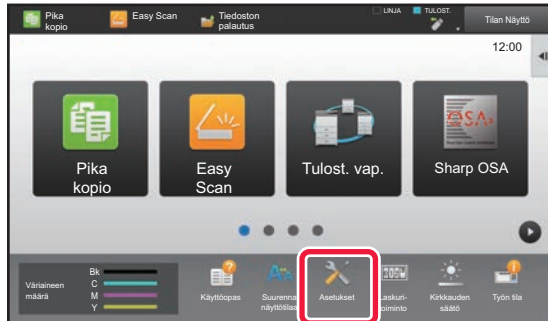 Pika
kopio
Easy Scan
Tiedoston
palautus
LINJA
TULOST.
Tilan Näyttö
12:00
Pika
kopio
Easy
Scan
Tulost. vap.
Sharp OSA
Väriaineen
määrä
Bk
C
M
Y
Käyttöopas
Suurenna
näyttötila
Asetukset
Laskuri-
toiminto
Kirkkauden
säätö
Työn tila